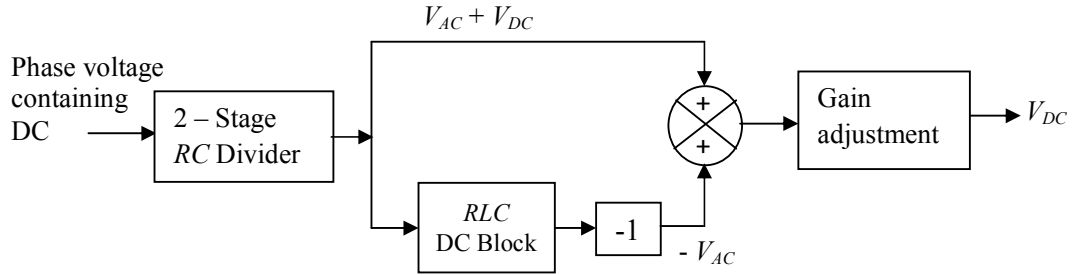 V_AC + V_DC
Phase voltage
containing
DC
2 – Stage
RC Divider
+
+
Gain
adjustment
V_DC
RLC
DC Block
-1
- V_AC